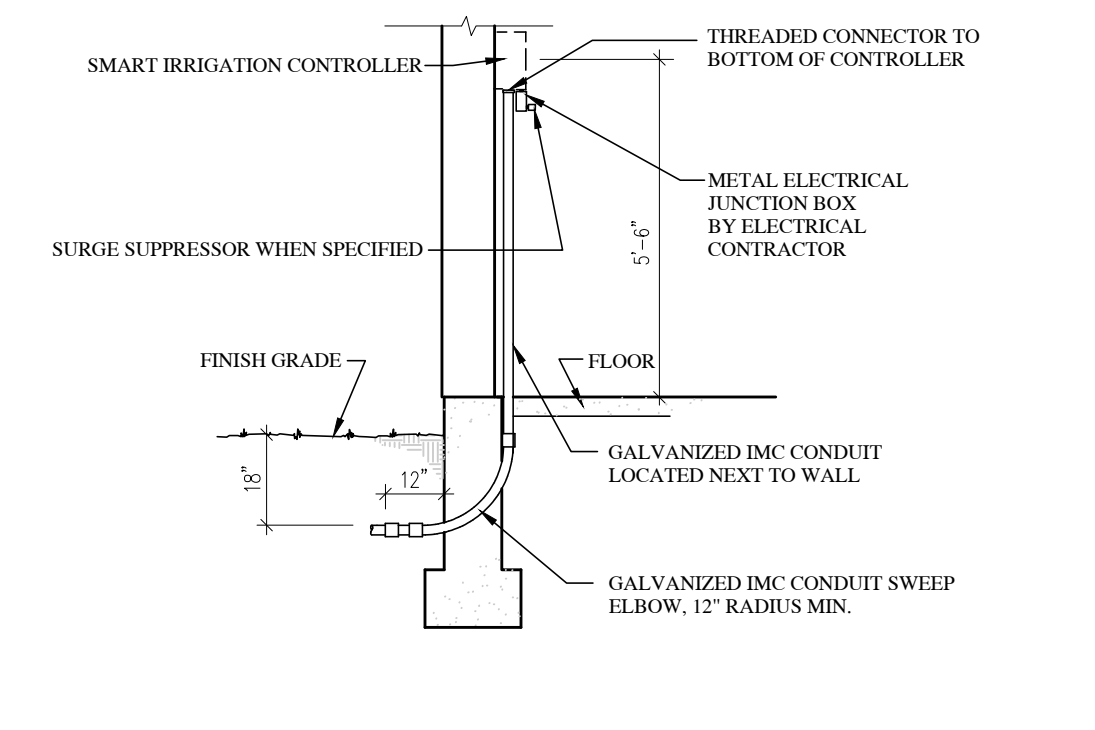 THREADED CONNECTOR TO
BOTTOM OF CONTROLLER
SMART IRRIGATION CONTROLLER
METAL ELECTRICAL
JUNCTION BOX
BY ELECTRICAL
CONTRACTOR
5'-6"
SURGE SUPPRESSOR WHEN SPECIFIED
FINISH GRADE
FLOOR
GALVANIZED IMC CONDUIT
LOCATED NEXT TO WALL
18"
12"
GALVANIZED IMC CONDUIT SWEEP
ELBOW, 12" RADIUS MIN.